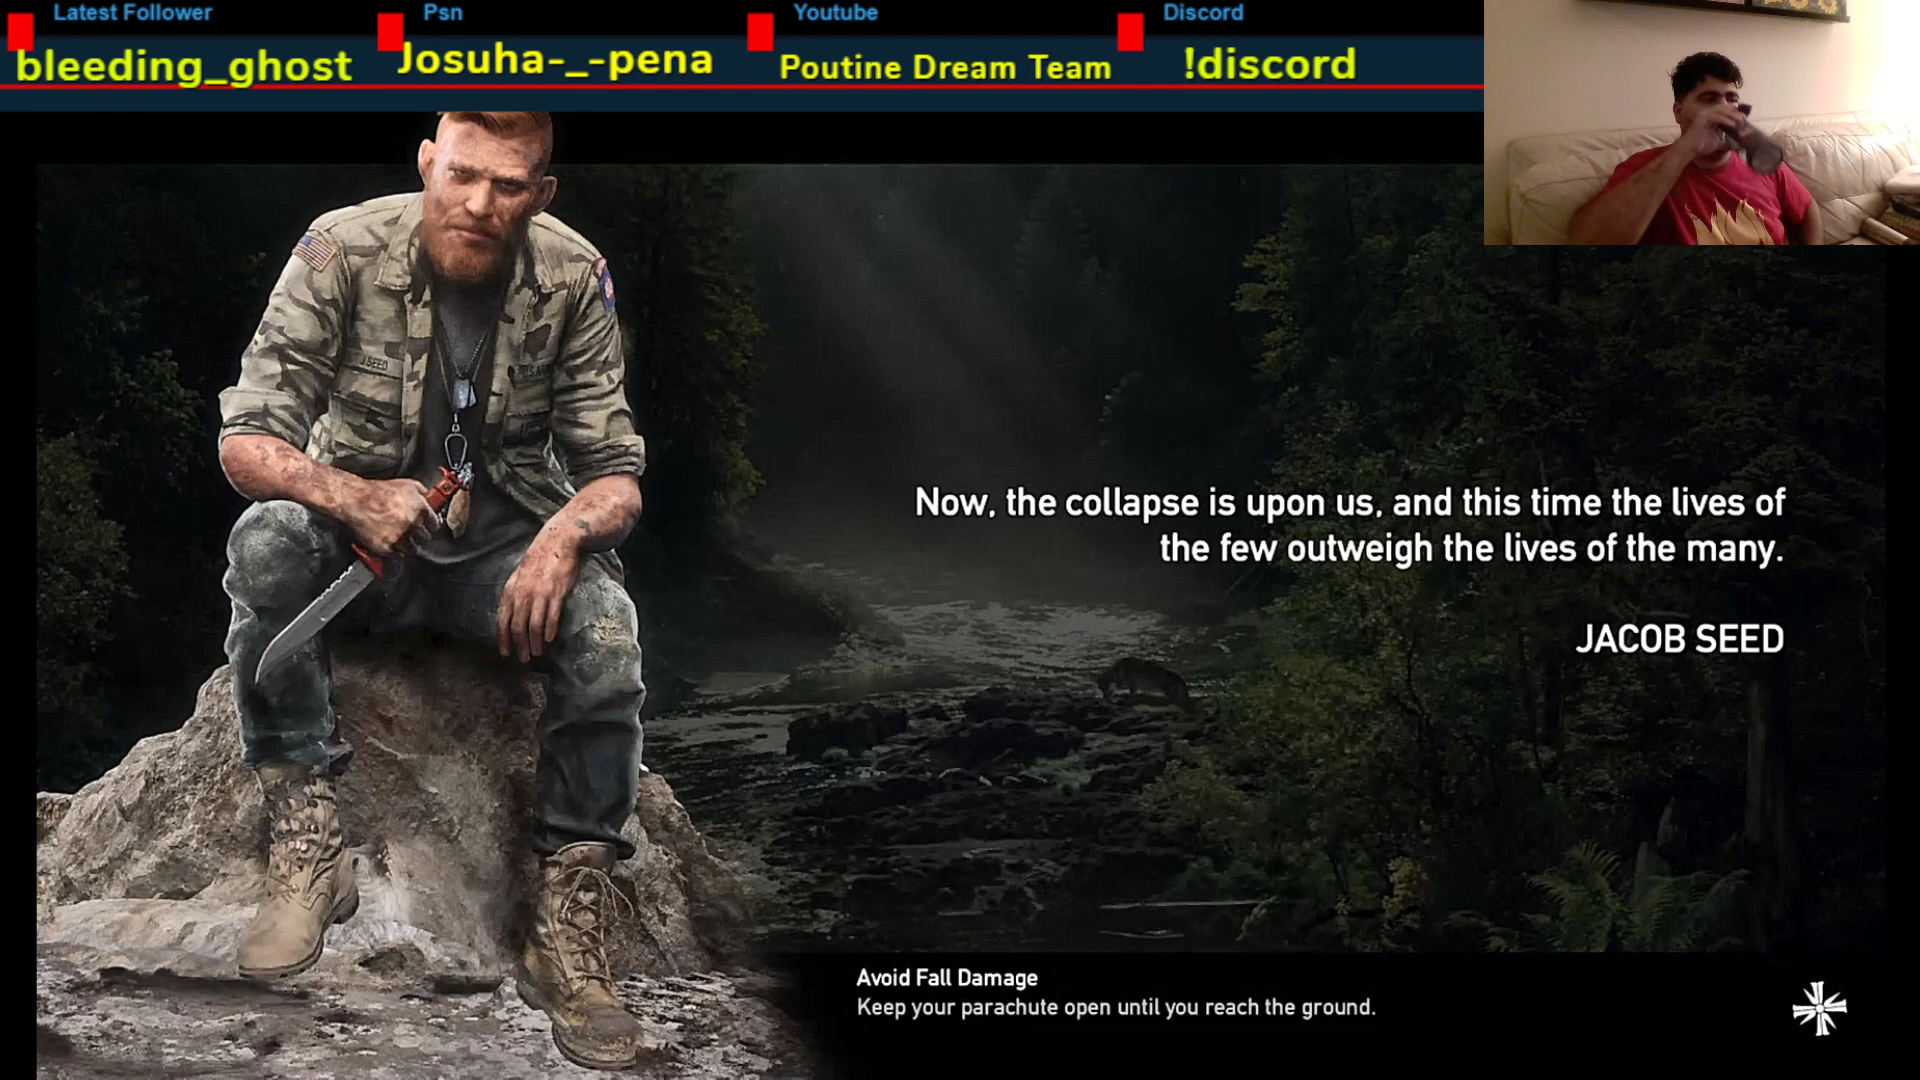 Latest Follower
Psn
Youtube
Discord
bleeding_ghost
Josuha-_-pena
Poutine Dream Team
!discord
J.SEED
Now, the collapse is upon us, and this time the lives of
the few outweigh the lives of the many.
JACOB SEED
Avoid Fall Damage
Keep your parachute open until you reach the ground.